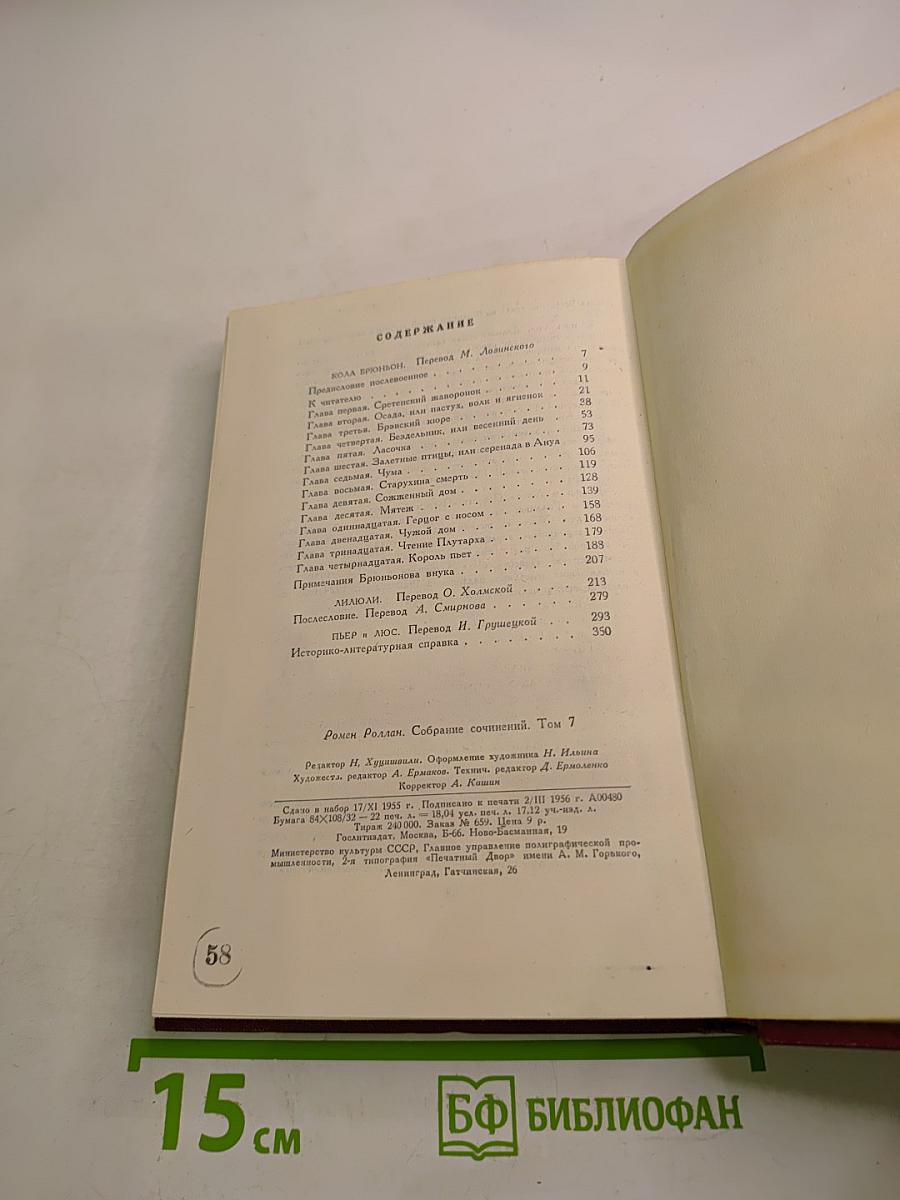 СОДЕРЖАНИЕ
КОЛА БРЮНЬОН. Перевод М. Лозинского
Предисловие послевоенное . . . . . . . . . 7
К читателю . . . . . . . . . . . . . 9
Глава первая. Сретенский жаворонок . . . . . . 11
Глава вторая. Осада, или пастух, волк и ягненок . 21
Глава третья. Брэвский кюре . . . . . . . . 38
Глава четвертая. Бездельник, или весенний день 53
Глава пятая. Ласочка . . . . . . . . . . 73
Глава шестая. Залетные птицы, или серенада в Ануа 95
Глава седьмая. Чума . . . . . . . . . . 106
Глава восьмая. Старухина смерть . . . . . . 119
Глава девятая. Сожженный дом . . . . . . . 128
Глава десятая. Мятеж . . . . . . . . . . 139
Глава одиннадцатая. Герцог с носом . . . . . 158
Глава двенадцатая. Чужой дом . . . . . . . 168
Глава тринадцатая. Чтение Плутарха . . . . . 179
Глава четырнадцатая. Король пьет . . . . . . 188
Примечания Брюньонова внука . . . . . . . 207
ЛИЛЮЛИ. Перевод О. Холмской . . . . 213
Послесловие. Перевод А. Смирнова . . . . . . 279
ПЬЕР и ЛЮС. Перевод И. Грушецкой . . 293
Историко-литературная справка . . . . . . . . 350
Ромен Роллан. Собрание сочинений. Том 7
Редактор Н. Хуцишвили. Оформление художника Н. Ильина
Художеств. редактор А. Ермаков. Технич. редактор Д. Ермоленко
Корректор А. Кашин
Сдано в набор 17/XI 1955 г. Подписано к печати 2/III 1956 г. А00480
Бумага 84×108/32 — 22 печ. л. = 18,04 усл. печ. л. 17.12 уч.-изд. л.
Тираж 240 000. Заказ № 659. Цена 9 р.
Гослитиздат. Москва, Б-66. Ново-Басманная, 19
Министерство культуры СССР, Главное управление полиграфической про-
мышленности, 2-я типография «Печатный Двор» имени А. М. Горького,
Ленинград, Гатчинская, 26
58
15 см
БФ БИБЛИОФАН